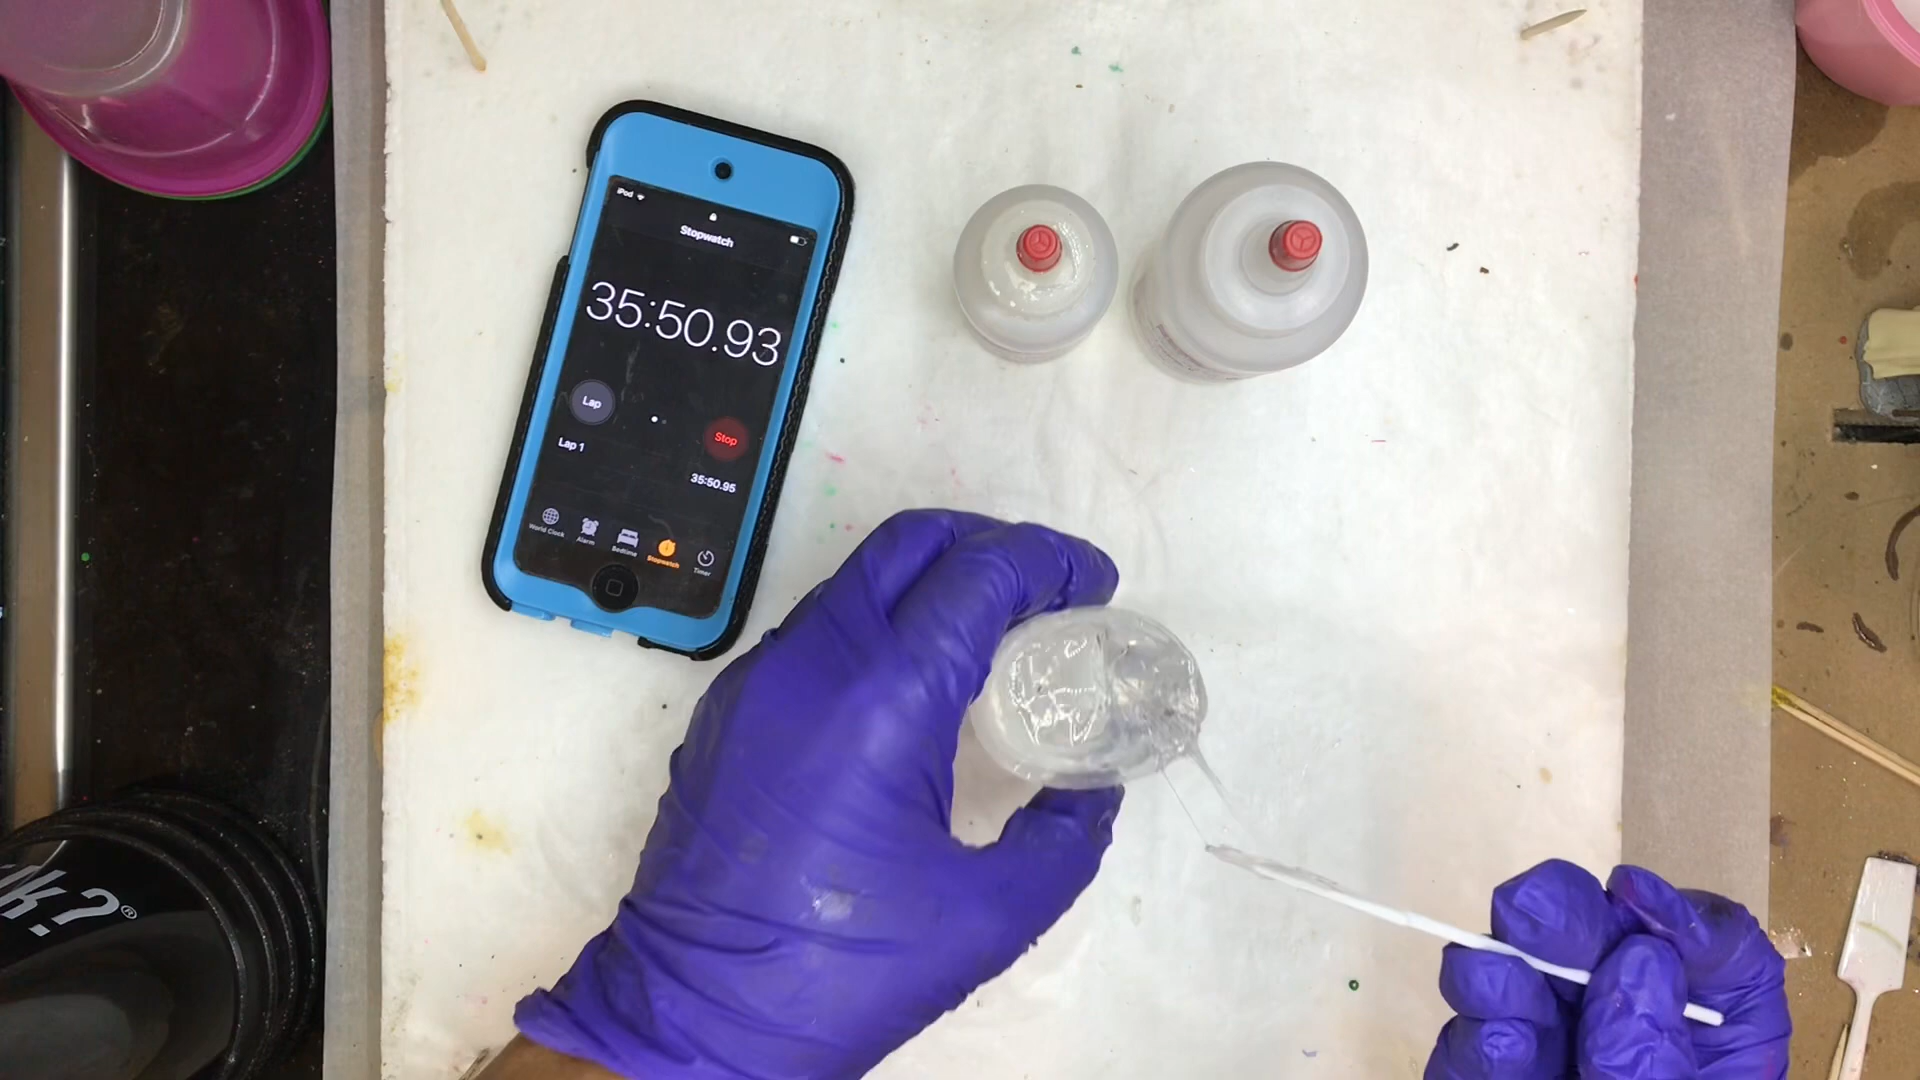 iPod
Stopwatch
35:50.93
Lap
Stop
Lap 1
35:50.95
World Clock
Alarm
Bedtime
Stopwatch
Timer
k?®